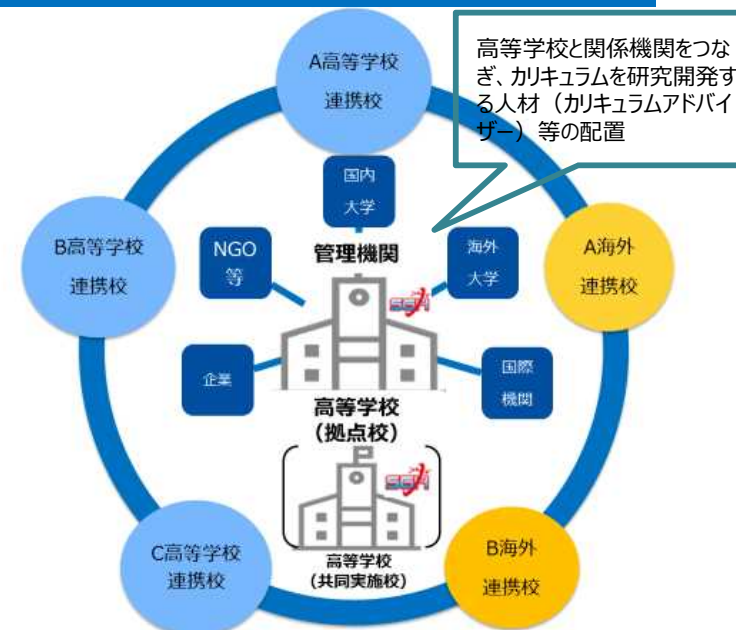 高等学校と関係機関をつな
ぎ、カリキュラムを研究開発す
る人材（カリキュラムアドバイ
ザー）等の配置
A高等学校
連携校
国内
大学
B高等学校
連携校
NGO
等
管理機関
海外
大学
A海外
連携校
SGH
企業
国際
機関
高等学校
（拠点校）
SGH
高等学校
（共同実施校）
C高等学校
連携校
B海外
連携校